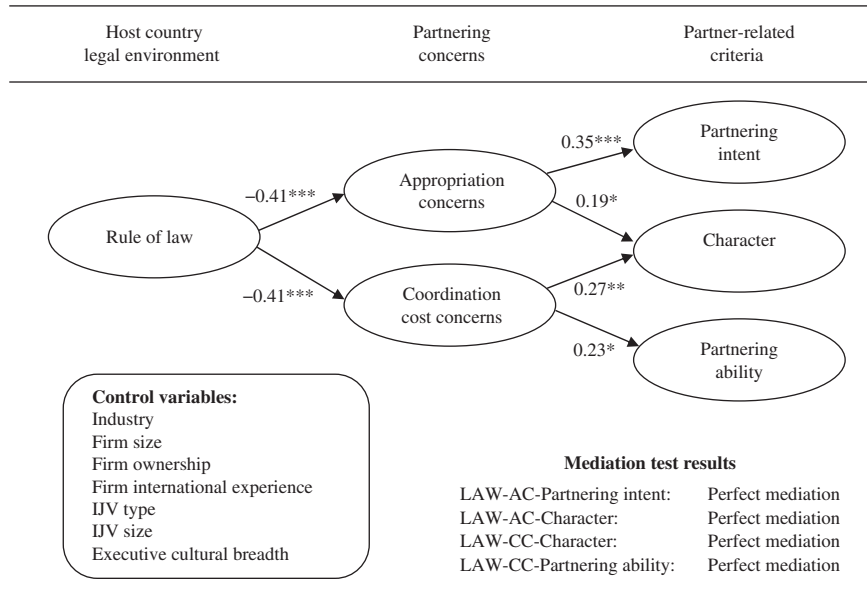 Host country
legal environment
Partnering
concerns
Partner-related
criteria
Rule of law
−0.41***
−0.41***
Appropriation
concerns
Coordination
cost concerns
0.35***
0.19*
0.27**
0.23*
Partnering
intent
Character
Partnering
ability
Control variables:
Industry
Firm size
Firm ownership
Firm international experience
IJV type
IJV size
Executive cultural breadth
Mediation test results
LAW-AC-Partnering intent: Perfect mediation
LAW-AC-Character: Perfect mediation
LAW-CC-Character: Perfect mediation
LAW-CC-Partnering ability: Perfect mediation